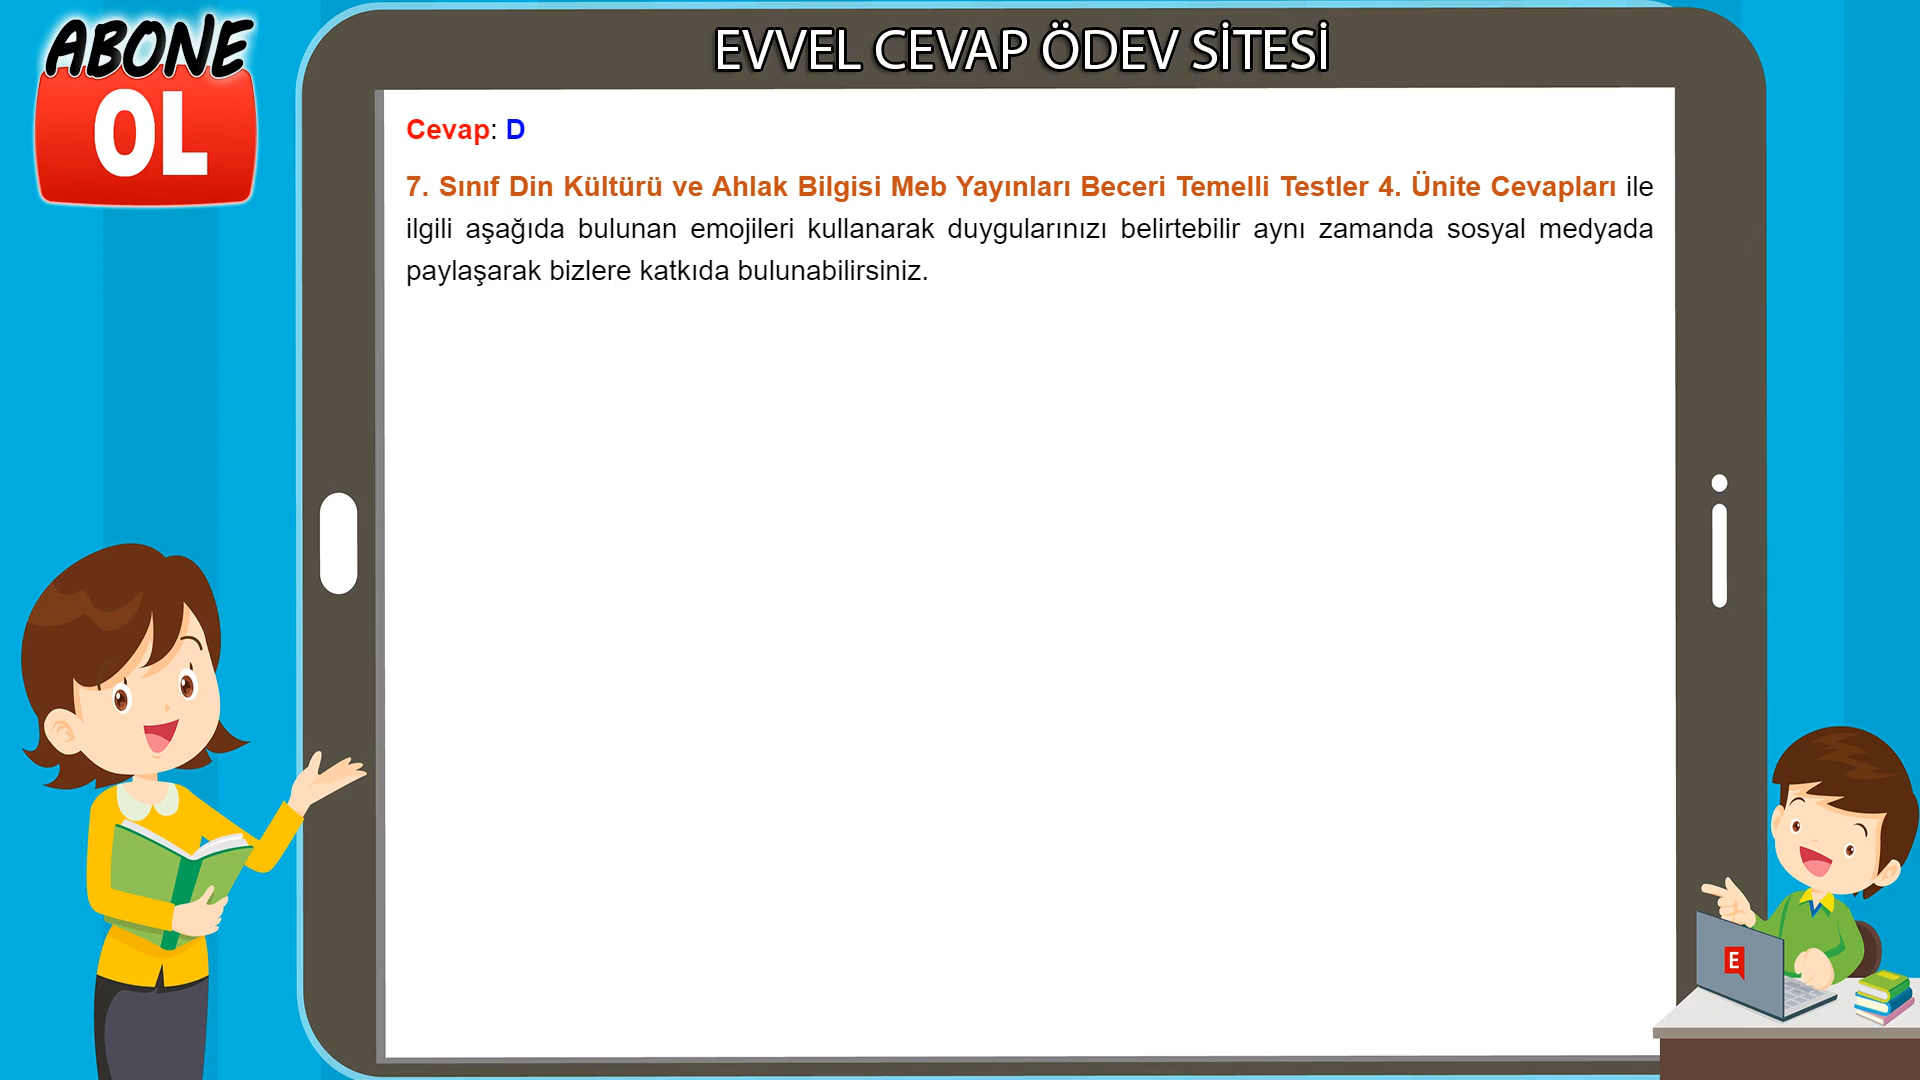 ABONE
OL
EVVEL CEVAP ÖDEV SİTESİ
Cevap: D
7. Sınıf Din Kültürü ve Ahlak Bilgisi Meb Yayınları Beceri Temelli Testler 4. Ünite Cevapları ile
ilgili aşağıda bulunan emojileri kullanarak duygularınızı belirtebilir aynı zamanda sosyal medyada
paylaşarak bizlere katkıda bulunabilirsiniz.
E